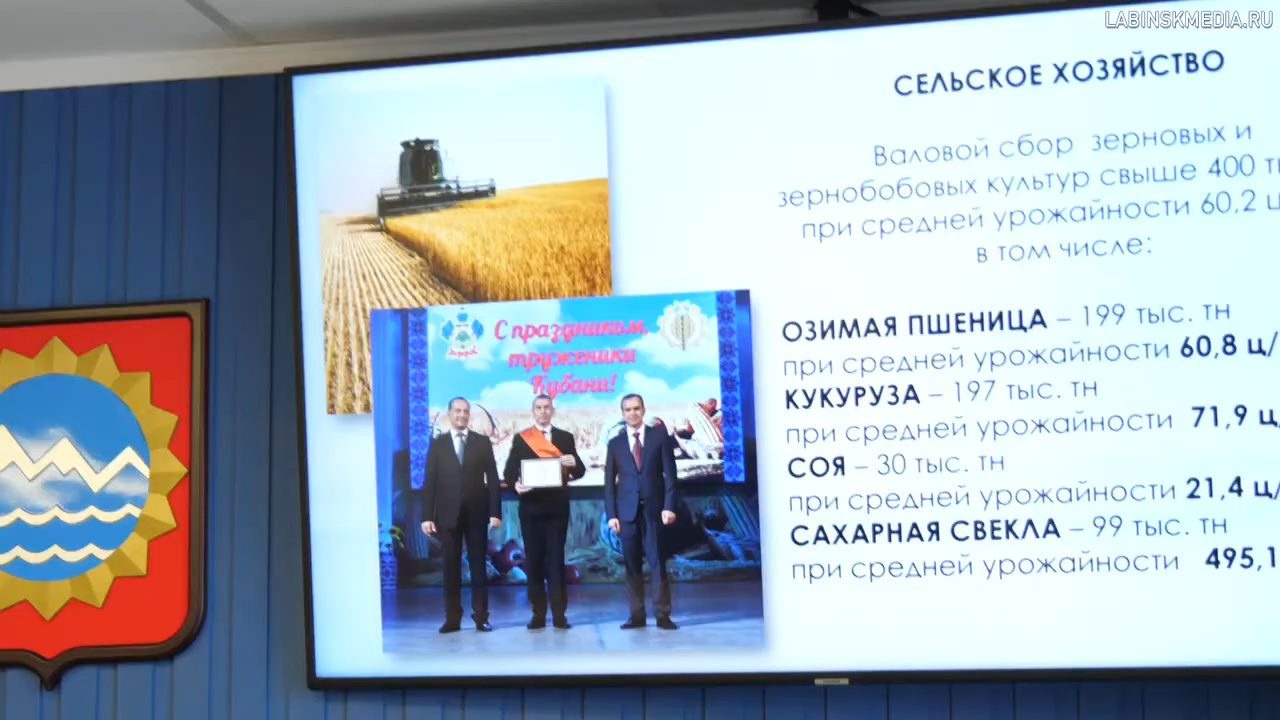 LABINSKMEDIA.RU
СЕЛЬСКОЕ ХОЗЯЙСТВО
Валовой сбор зерновых и
зернобобовых культур свыше 400
при средней урожайности 60,2
в том числе:
ОЗИМАЯ ПШЕНИЦА – 199 тыс. тн
при средней урожайности 60,8 ц/
КУКУРУЗА – 197 тыс. тн
при средней урожайности 71,9 ц
СОЯ – 30 тыс. тн
при средней урожайности 21,4 ц/
САХАРНАЯ СВЕКЛА – 99 тыс. тн
при средней урожайности 495,1
С праздником,
труженики
Кубани!